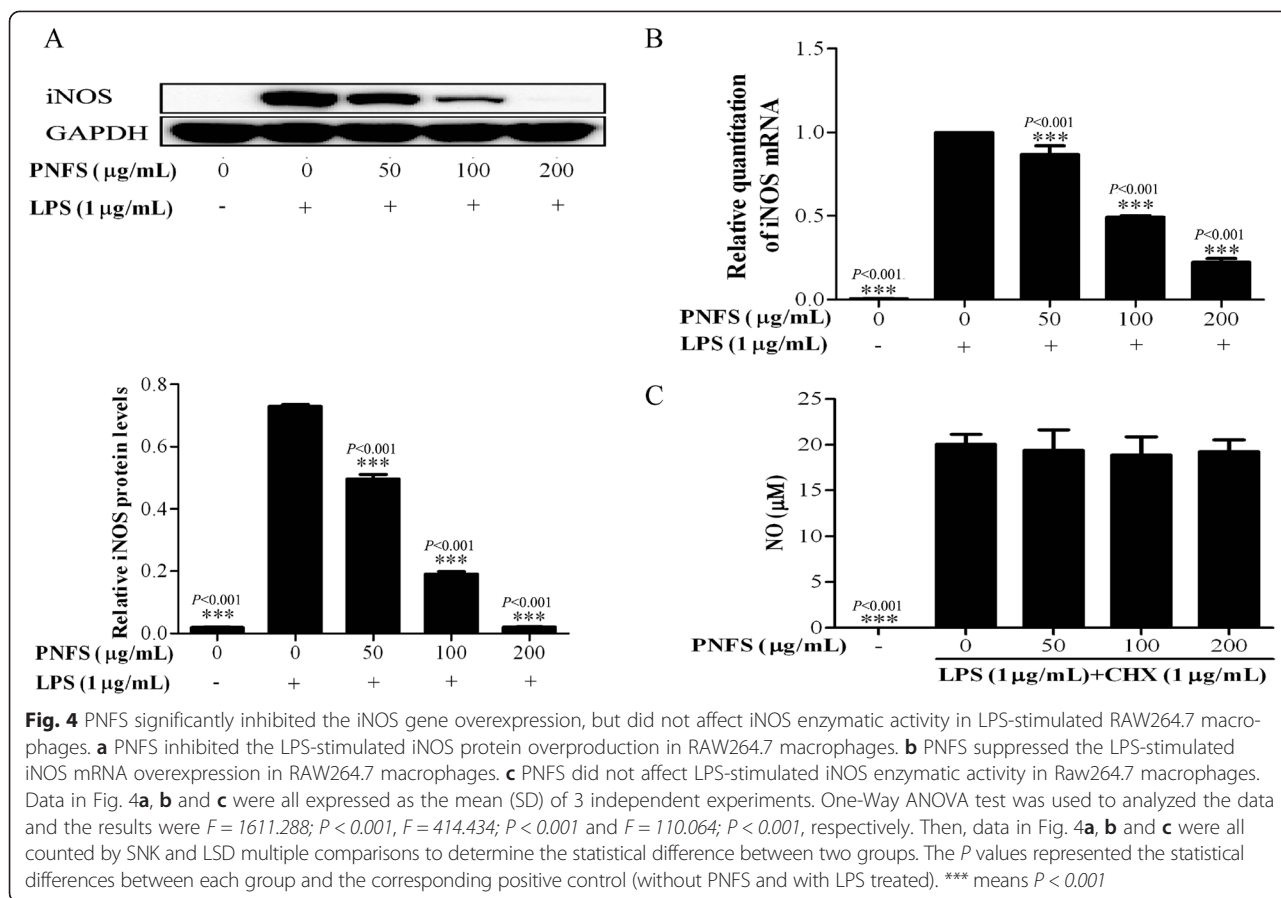 A
iNOS
GAPDH
PNFS (μg/mL) 0 0 50 100 200
LPS (1 μg/mL) - + + + +
Relative iNOS protein levels
0.8
0.6
0.4
0.2
0.0
P<0.001
***
P<0.001
***
P<0.001
***
P<0.001
***
PNFS (μg/mL) 0 0 50 100 200
LPS (1 μg/mL) - + + + +
B
Relative quantitation
of iNOS mRNA
1.5
1.0
0.5
0.0
P<0.001
***
P<0.001
***
P<0.001
***
P<0.001
***
PNFS (μg/mL) 0 0 50 100 200
LPS (1 μg/mL) - + + + +
C
NO (μM)
25
20
15
10
5
0
P<0.001
***
PNFS (μg/mL) - 0 50 100 200
LPS (1 μg/mL)+CHX (1 μg/mL)
Fig. 4 PNFS significantly inhibited the iNOS gene overexpression, but did not affect iNOS enzymatic activity in LPS-stimulated RAW264.7 macro-
phages. a PNFS inhibited the LPS-stimulated iNOS protein overproduction in RAW264.7 macrophages. b PNFS suppressed the LPS-stimulated
iNOS mRNA overexpression in RAW264.7 macrophages. c PNFS did not affect LPS-stimulated iNOS enzymatic activity in Raw264.7 macrophages.
Data in Fig. 4a, b and c were all expressed as the mean (SD) of 3 independent experiments. One-Way ANOVA test was used to analyzed the data
and the results were F = 1611.288; P < 0.001, F = 414.434; P < 0.001 and F = 110.064; P < 0.001, respectively. Then, data in Fig. 4a, b and c were all
counted by SNK and LSD multiple comparisons to determine the statistical difference between two groups. The P values represented the statistical
differences between each group and the corresponding positive control (without PNFS and with LPS treated). *** means P < 0.001